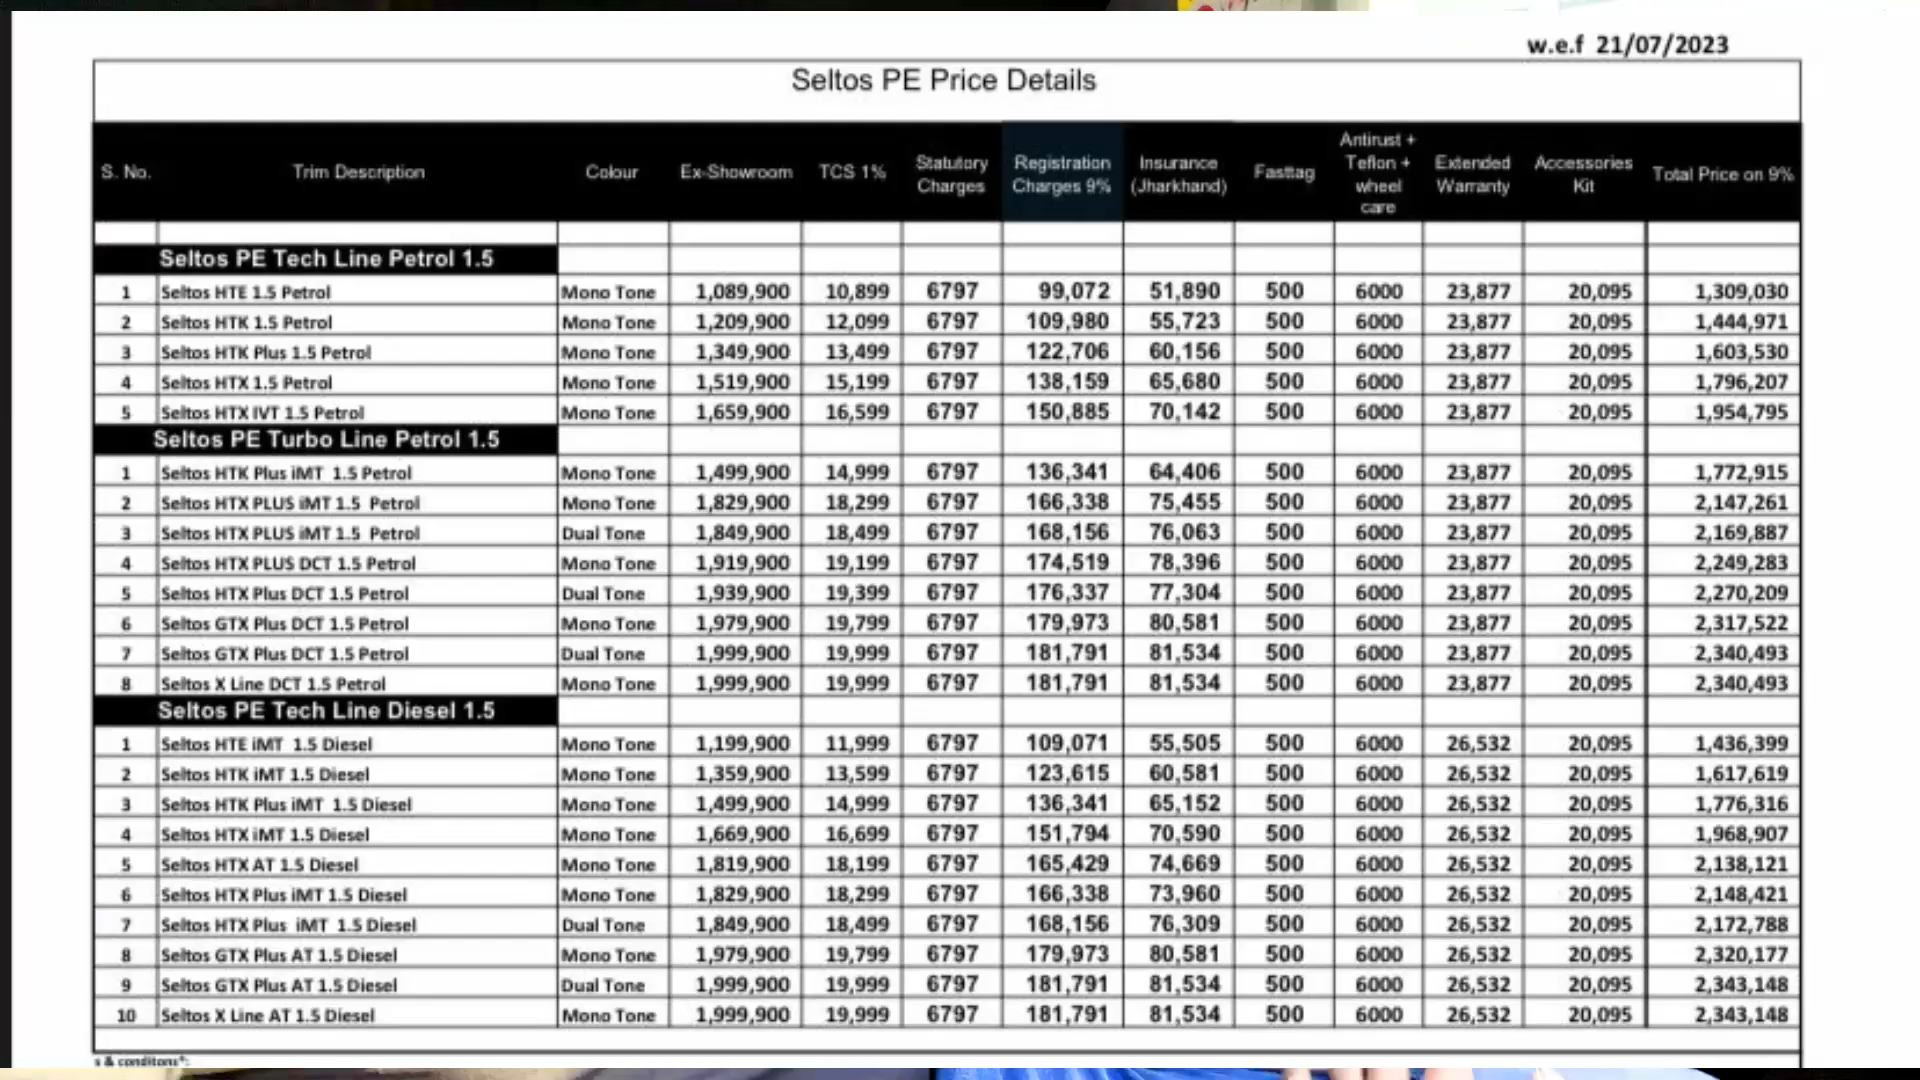 w.e.f 21/07/2023
Seltos PE Price Details
S. No. Trim Description Colour Ex-Showroom TCS 1% Statutory Charges Registration Charges 9% Insurance (Jharkhand) Fasttag Antirust + Teflon + wheel care Extended Warranty Accessories Kit Total Price on 9%
Seltos PE Tech Line Petrol 1.5
1 Seltos HTE 1.5 Petrol Mono Tone 1,089,900 10,899 6797 99,072 51,890 500 6000 23,877 20,095 1,309,030
2 Seltos HTK 1.5 Petrol Mono Tone 1,209,900 12,099 6797 109,980 55,723 500 6000 23,877 20,095 1,444,971
3 Seltos HTK Plus 1.5 Petrol Mono Tone 1,349,900 13,499 6797 122,706 60,156 500 6000 23,877 20,095 1,603,530
4 Seltos HTX 1.5 Petrol Mono Tone 1,519,900 15,199 6797 138,159 65,680 500 6000 23,877 20,095 1,796,207
5 Seltos HTX IVT 1.5 Petrol Mono Tone 1,659,900 16,599 6797 150,885 70,142 500 6000 23,877 20,095 1,954,795
Seltos PE Turbo Line Petrol 1.5
1 Seltos HTK Plus iMT 1.5 Petrol Mono Tone 1,499,900 14,999 6797 136,341 64,406 500 6000 23,877 20,095 1,772,915
2 Seltos HTX PLUS iMT 1.5 Petrol Mono Tone 1,829,900 18,299 6797 166,338 75,455 500 6000 23,877 20,095 2,147,261
3 Seltos HTX PLUS iMT 1.5 Petrol Dual Tone 1,849,900 18,499 6797 168,156 76,063 500 6000 23,877 20,095 2,169,887
4 Seltos HTX PLUS DCT 1.5 Petrol Mono Tone 1,919,900 19,199 6797 174,519 78,396 500 6000 23,877 20,095 2,249,283
5 Seltos HTX Plus DCT 1.5 Petrol Dual Tone 1,939,900 19,399 6797 176,337 77,304 500 6000 23,877 20,095 2,270,209
6 Seltos GTX Plus DCT 1.5 Petrol Mono Tone 1,979,900 19,799 6797 179,973 80,581 500 6000 23,877 20,095 2,317,522
7 Seltos GTX Plus DCT 1.5 Petrol Dual Tone 1,999,900 19,999 6797 181,791 81,534 500 6000 23,877 20,095 2,340,493
8 Seltos X Line DCT 1.5 Petrol Mono Tone 1,999,900 19,999 6797 181,791 81,534 500 6000 23,877 20,095 2,340,493
Seltos PE Tech Line Diesel 1.5
1 Seltos HTE iMT 1.5 Diesel Mono Tone 1,199,900 11,999 6797 109,071 55,505 500 6000 26,532 20,095 1,436,399
2 Seltos HTK iMT 1.5 Diesel Mono Tone 1,359,900 13,599 6797 123,615 60,581 500 6000 26,532 20,095 1,617,619
3 Seltos HTK Plus iMT 1.5 Diesel Mono Tone 1,499,900 14,999 6797 136,341 65,152 500 6000 26,532 20,095 1,776,316
4 Seltos HTX iMT 1.5 Diesel Mono Tone 1,669,900 16,699 6797 151,794 70,590 500 6000 26,532 20,095 1,968,907
5 Seltos HTX AT 1.5 Diesel Mono Tone 1,819,900 18,199 6797 165,429 74,669 500 6000 26,532 20,095 2,138,121
6 Seltos HTX Plus iMT 1.5 Diesel Mono Tone 1,829,900 18,299 6797 166,338 73,960 500 6000 26,532 20,095 2,148,421
7 Seltos HTX Plus iMT 1.5 Diesel Dual Tone 1,849,900 18,499 6797 168,156 76,309 500 6000 26,532 20,095 2,172,788
8 Seltos GTX Plus AT 1.5 Diesel Mono Tone 1,979,900 19,799 6797 179,973 80,581 500 6000 26,532 20,095 2,320,177
9 Seltos GTX Plus AT 1.5 Diesel Dual Tone 1,999,900 19,999 6797 181,791 81,534 500 6000 26,532 20,095 2,343,148
10 Seltos X Line AT 1.5 Diesel Mono Tone 1,999,900 19,999 6797 181,791 81,534 500 6000 26,532 20,095 2,343,148
s & conditons*: